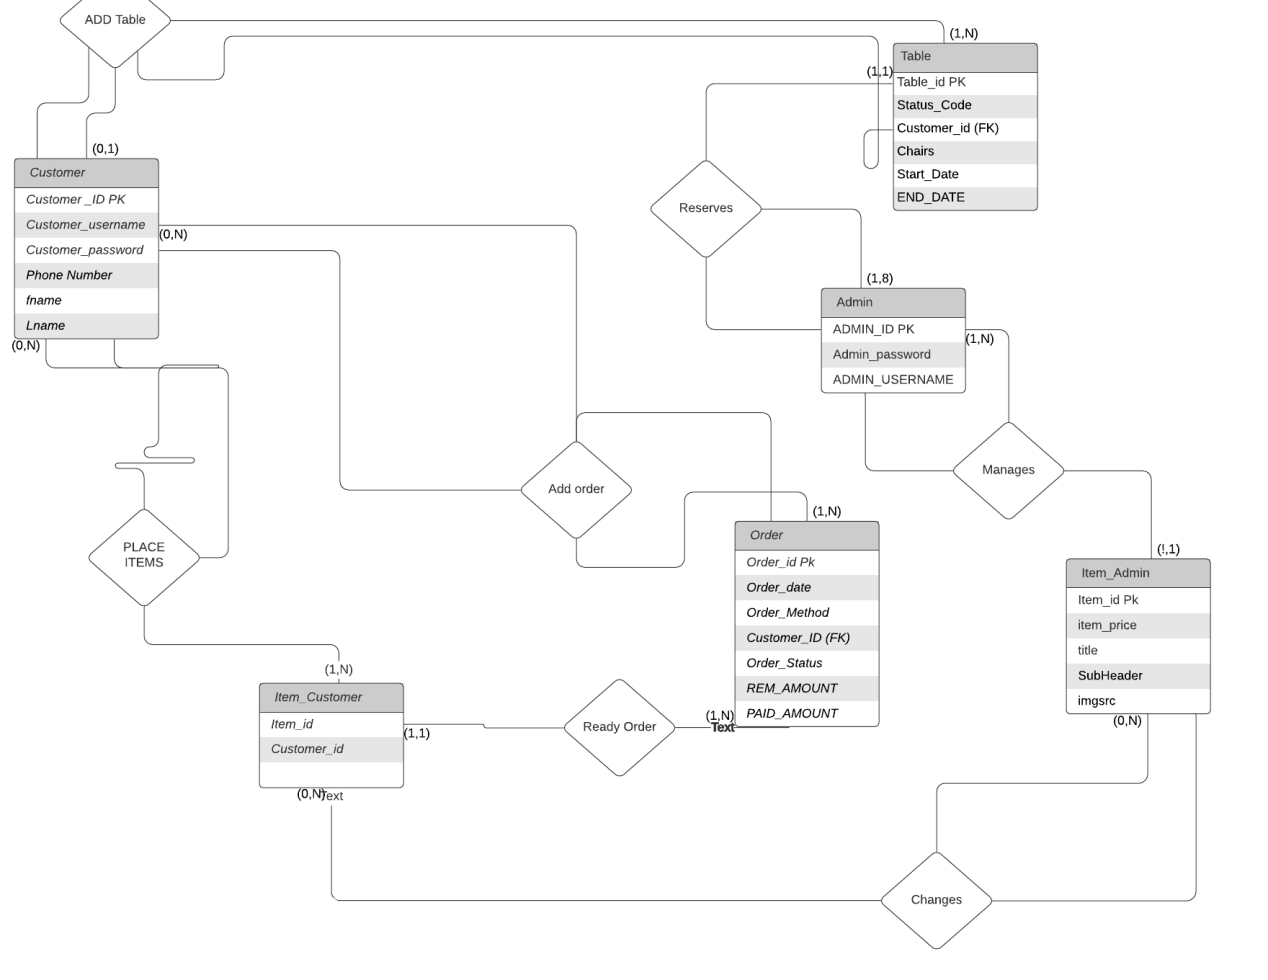 ADD Table
(1,N)
Table
(1,1)
Table_id PK
Status_Code
Customer_id (FK)
Chairs
Start_Date
END_DATE
(0,1)
Customer
Customer _ID PK
Customer_username
Customer_password
Phone Number
fname
Lname
(0,N)
(0,N)
Reserves
(1,8)
Admin
ADMIN_ID PK
Admin_password
ADMIN_USERNAME
(1,N)
Manages
Add order
(1,N)
Order
Order_id Pk
Order_date
Order_Method
Customer_ID (FK)
Order_Status
REM_AMOUNT
PAID_AMOUNT
(!,1)
Item_Admin
Item_id Pk
item_price
title
SubHeader
imgsrc
(0,N)
PLACE
ITEMS
(1,N)
Item_Customer
Item_id
Customer_id
(1,1)
Ready Order
(1,N)
Text
(0,N)
Text
Changes